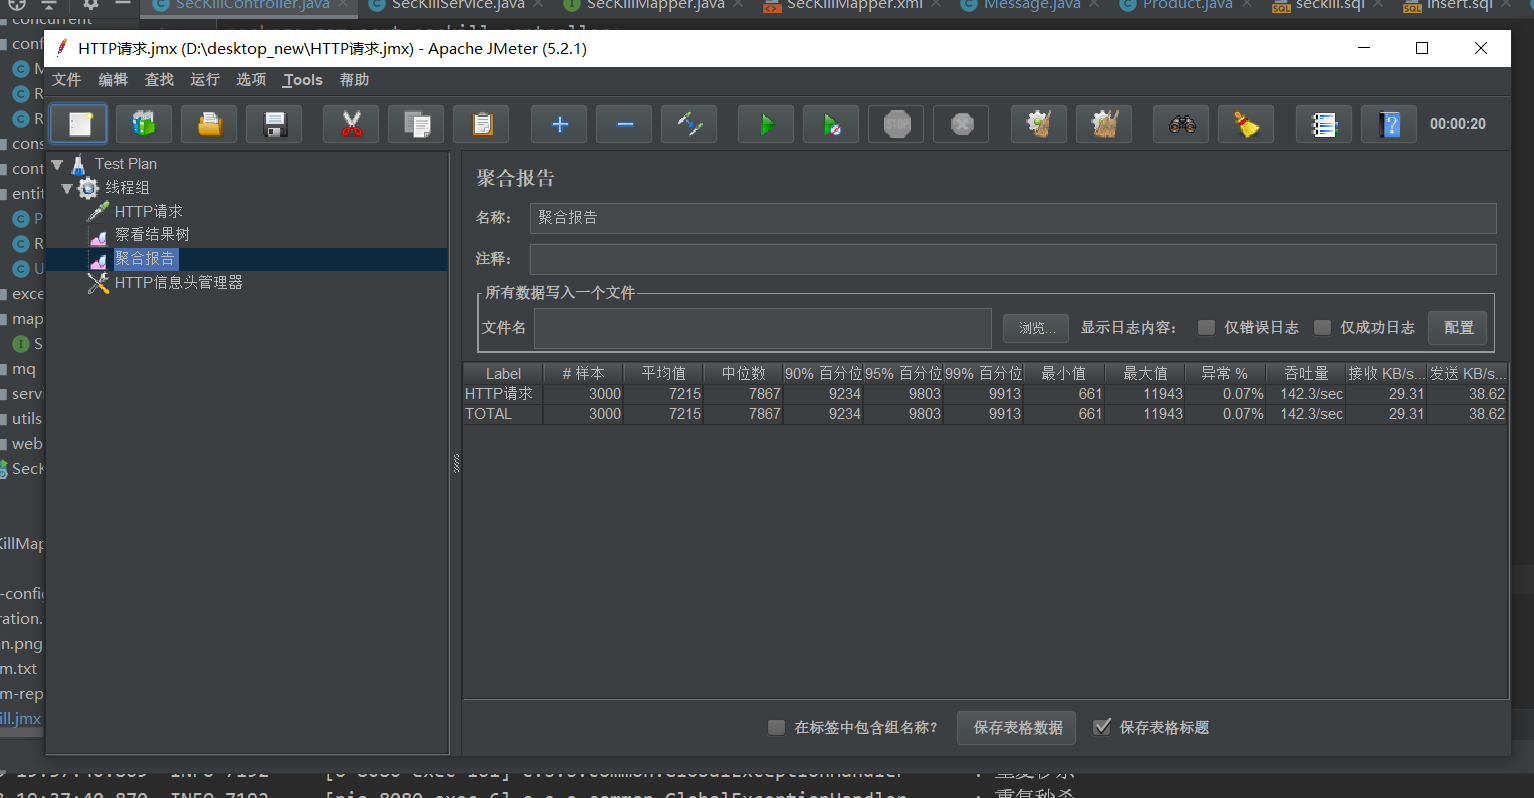 concurrent
SecKillController.java
SecKillService.java
SecKillMapper.java
SecKillMapper.xml
Message.java
Product.java
seckill.sql
insert.sql
HTTP请求.jmx (D:\desktop_new\HTTP请求.jmx) - Apache JMeter (5.2.1)
文件 编辑 查找 运行 选项 Tools 帮助
STOP
00:00:20
Test Plan
线程组
HTTP请求
察看结果树
聚合报告
HTTP信息头管理器
聚合报告
名称: 聚合报告
注释:
所有数据写入一个文件
文件名 浏览... 显示日志内容: 仅错误日志 仅成功日志 配置
Label # 样本 平均值 中位数 90% 百分位 95% 百分位 99% 百分位 最小值 最大值 异常 % 吞吐量 接收 KB/s... 发送 KB/s...
HTTP请求 3000 7215 7867 9234 9803 9913 661 11943 0.07% 142.3/sec 29.31 38.62
TOTAL 3000 7215 7867 9234 9803 9913 661 11943 0.07% 142.3/sec 29.31 38.62
在标签中包含组名称? 保存表格数据 保存表格标题
conf
M
R
R
cons
cont
entit
P
R
U
exce
map
S
mq
serv
utils
web
SecK
KillMap
-config
ration.
n.png
m.txt
m-rep
ill.jmx
19:37:40.870 INFO 7192 [nio-8080-exec-6] c.s.s.common.GlobalExceptionHandler : 重复秒杀